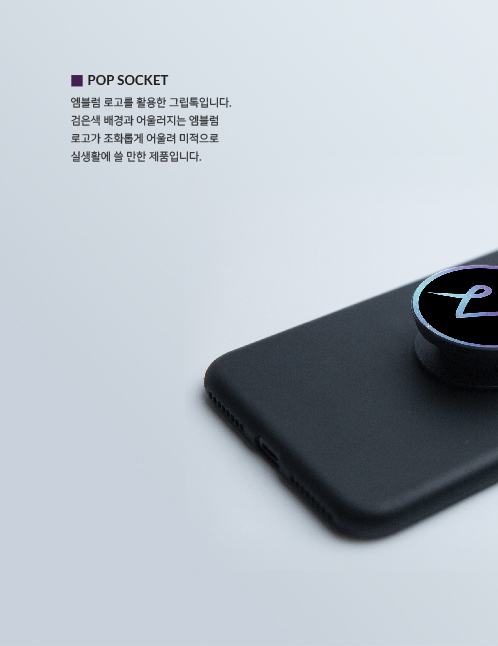 POP SOCKET
엠블럼 로고를 활용한 그립톡입니다.
검은색 배경과 어울러지는 엠블럼
로고가 조화롭게 어울려 미적으로
실생활에 쓸 만한 제품입니다.